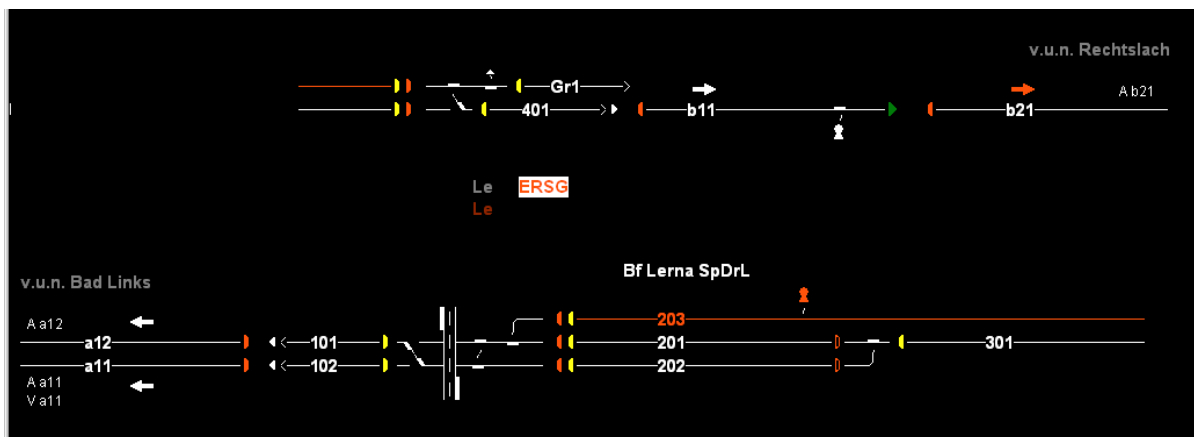 v.u.n. Rechtslach
Gr1
A b21
401
b11
b21
Le ERSG
Le
Bf Lerna SpDrL
v.u.n. Bad Links
203
A a12
a12
101
201
301
a11
102
202
A a11
V a11